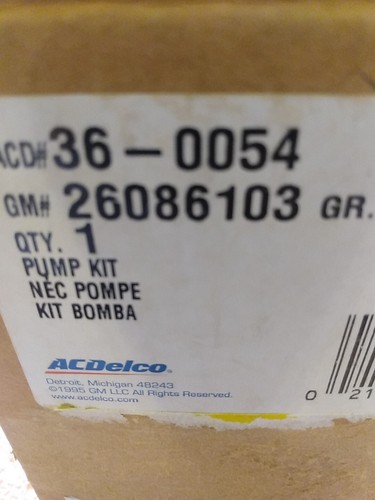 ACD# 36-0054
GM# 26086103 GR.
QTY. 1
PUMP KIT
NÉC POMPE
KIT BOMBA
ACDelco®
Detroit, Michigan 48243
©1995 GM LLC All Rights Reserved.
www.acdelco.com
0 21